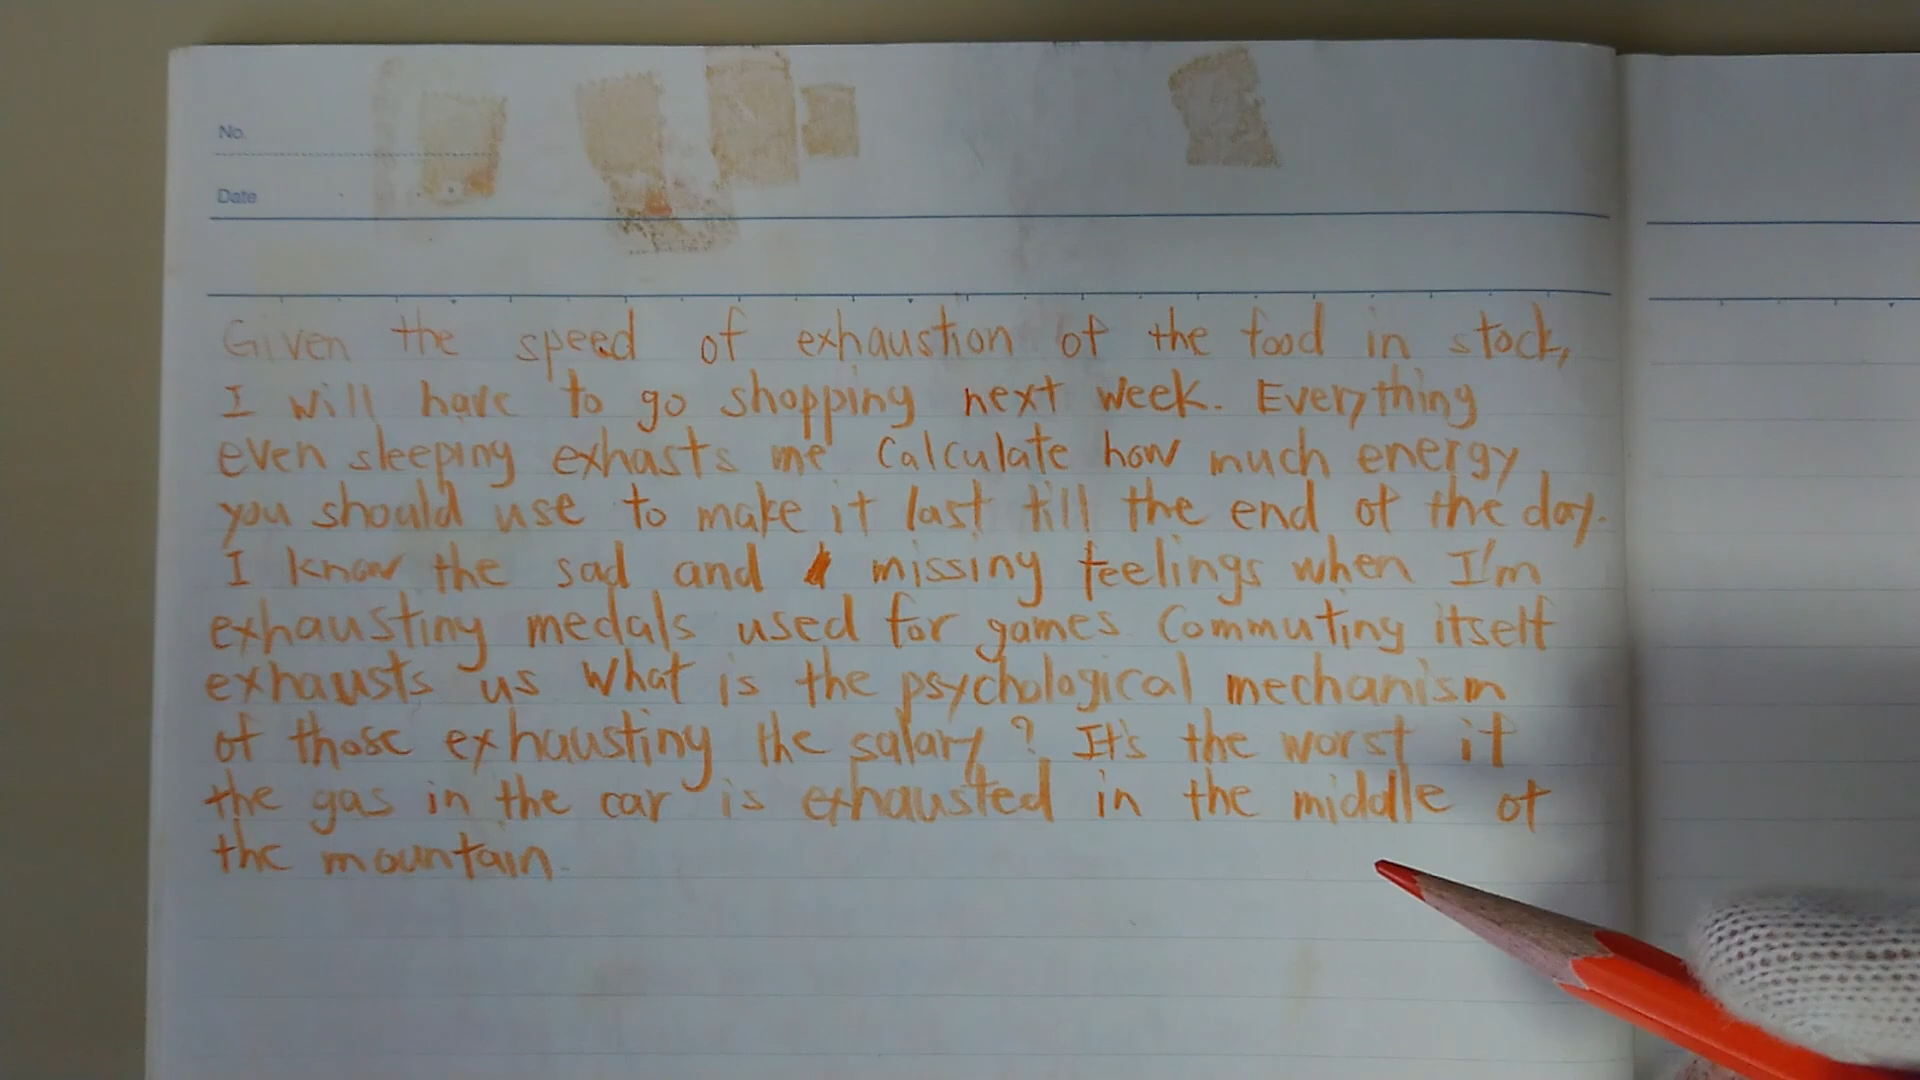 No.
Date
Given the speed of exhaustion of the food in stock,
I will have to go shopping next week. Everything
even sleeping exhasts me Calculate how much energy
you should use to make it last till the end of the day.
I know the sad and missing feelings when I'm
exhausting medals used for games. Commuting itself
exhausts us What is the psychological mechanism
of those exhausting the salary? It's the worst if
the gas in the car is exhausted in the middle of
the mountain.